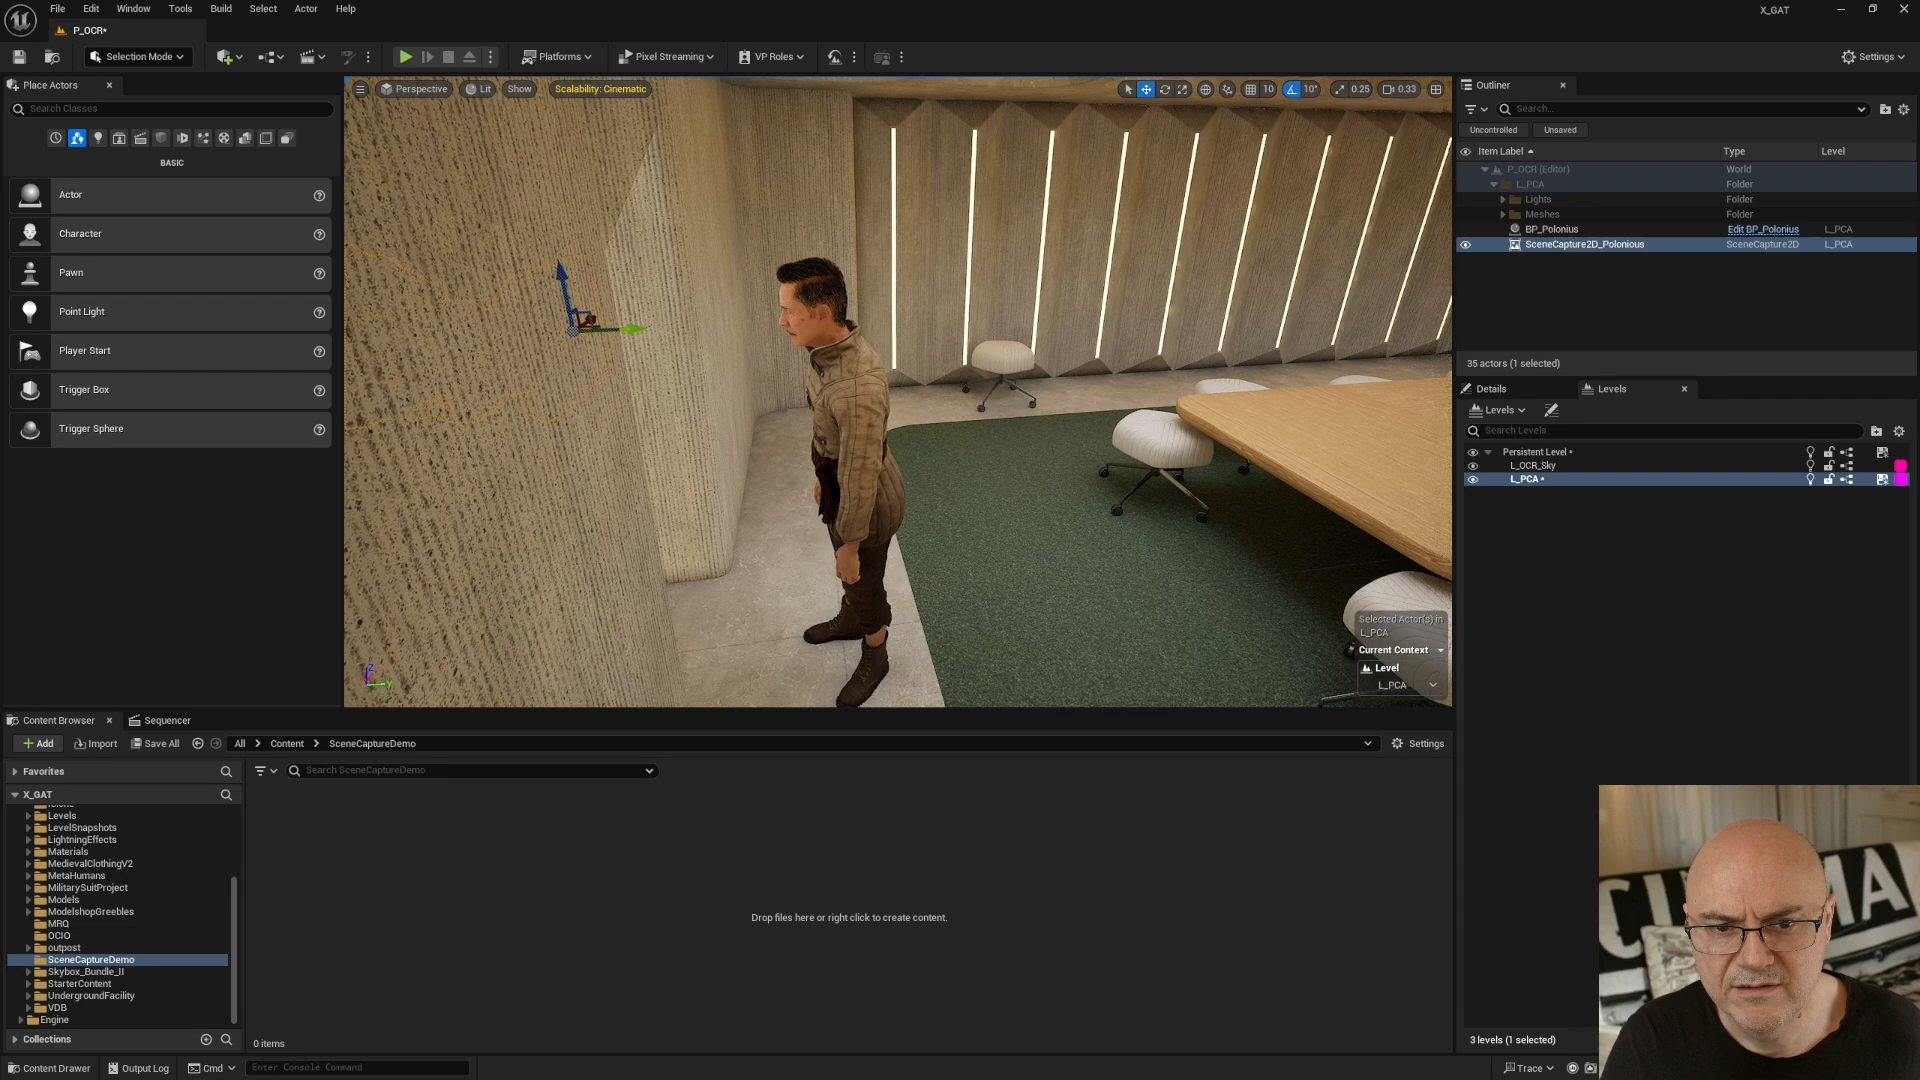 File Edit Window Tools Build Select Actor Help
X_GAT
P_OCR*
Selection Mode
Platforms
Pixel Streaming
VP Roles
Settings
Place Actors
Search Classes
BASIC
Actor
Character
Pawn
Point Light
Player Start
Trigger Box
Trigger Sphere
Perspective
Lit
Show
Scalability: Cinematic
10
10°
0.25
0.33
Z
Y
Selected Actor(s) in
L_PCA
Current Context
Level
L_PCA
Outliner
Search...
Uncontrolled
Unsaved
Item Label Type Level
P_OCR (Editor) World
L_PCA Folder
Lights Folder
Meshes Folder
BP_Polonius Edit BP_Polonius L_PCA
SceneCapture2D_Polonious SceneCapture2D L_PCA
35 actors (1 selected)
Details
Levels
Levels
Search Levels
Persistent Level *
L_OCR_Sky
L_PCA *
3 levels (1 selected)
Content Browser
Sequencer
Add
Import
Save All
All > Content > SceneCaptureDemo
Settings
Favorites
Search SceneCaptureDemo
X_GAT
Levels
LevelSnapshots
LightningEffects
Materials
MedievalClothingV2
MetaHumans
MilitarySuitProject
Models
ModelshopGreebles
MRQ
OCIO
outpost
SceneCaptureDemo
Skybox_Bundle_II
StarterContent
UndergroundFacility
VDB
Engine
Drop files here or right click to create content.
Collections
0 items
Content Drawer
Output Log
Cmd
Enter Console Command
Trace